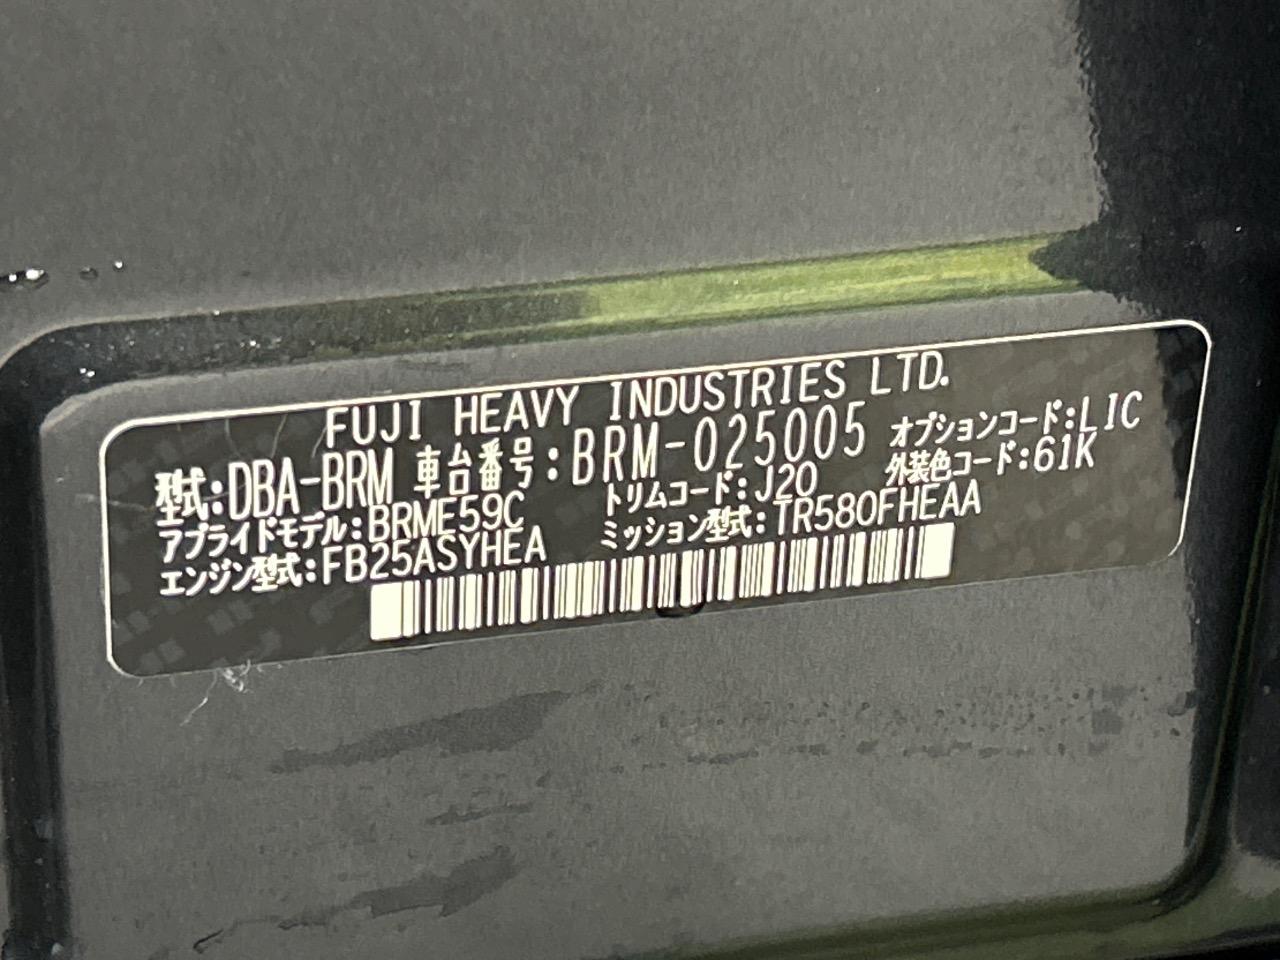 FUJI HEAVY INDUSTRIES LTD.
型式:DBA-BRM 車台番号:BRM-025005 オプションコード:LIC
アプライドモデル:BRME59C トリムコード:J20 外装色コード:61K
エンジン型式:FB25ASYHEA ミッション型式:TR580FHEAA